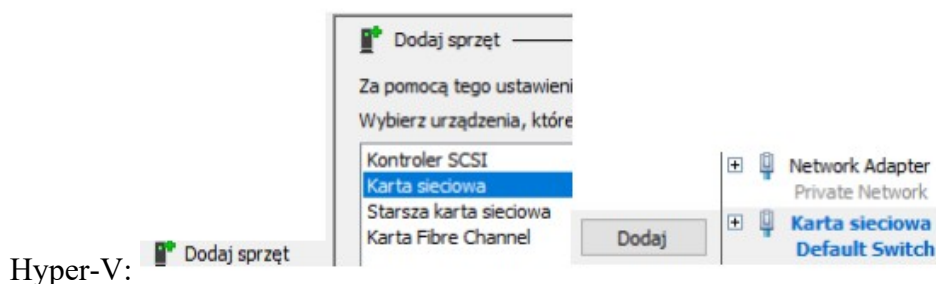 Hyper-V:
Dodaj sprzęt
Dodaj sprzęt
Za pomocą tego ustawieni
Wybierz urządzenia, które
Kontroler SCSI
Karta sieciowa
Starsza karta sieciowa
Karta Fibre Channel
Dodaj
Network Adapter
Private Network
Karta sieciowa
Default Switch